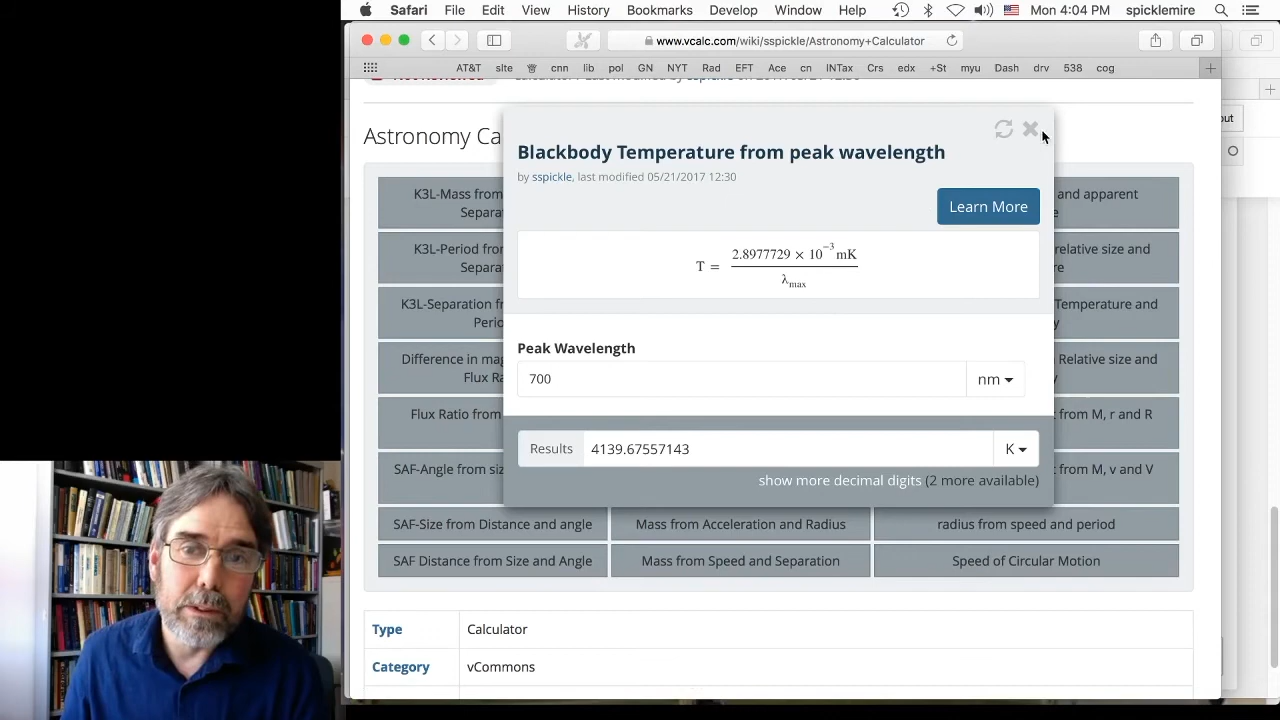 Safari File Edit View History Bookmarks Develop Window Help Mon 4:04 PM spicklemire
www.vcalc.com/wiki/sspickle/Astronomy+Calculator
AT&T slte cnn lib pol GN NYT Rad EFT Ace cn INTax Crs edx +St myu Dash drv 538 cog
out
Astronomy Ca
Blackbody Temperature from peak wavelength
by sspickle, last modified 05/21/2017 12:30
Learn More
T = 2.8977729 × 10⁻³ mK
λmax
Peak Wavelength
700 nm
Results 4139.67557143 K
show more decimal digits (2 more available)
K3L-Mass from
Separa
K3L-Period fro
Separa
K3L-Separation fr
Perio
Difference in mag
Flux Ra
Flux Ratio from
SAF-Angle from siz
and apparent
e
relative size and
re
Temperature and
y
Relative size and
y
t from M, r and R
t from M, v and V
SAF-Size from Distance and angle Mass from Acceleration and Radius radius from speed and period
SAF Distance from Size and Angle Mass from Speed and Separation Speed of Circular Motion
Type Calculator
Category vCommons